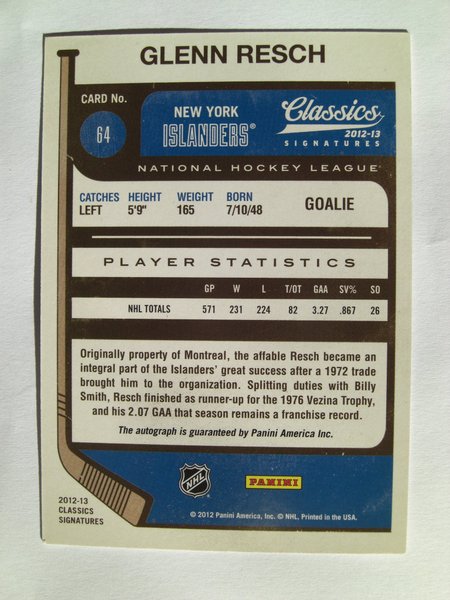 GLENN RESCH
CARD No.
64
NEW YORK
ISLANDERS®
Classics
2012-13
SIGNATURES
NATIONAL HOCKEY LEAGUE
CATCHES HEIGHT WEIGHT BORN
LEFT 5'9" 165 7/10/48
GOALIE
PLAYER STATISTICS
GP W L T/OT GAA SV% SO
NHL TOTALS 571 231 224 82 3.27 .867 26
Originally property of Montreal, the affable Resch became an
integral part of the Islanders' great success after a 1972 trade
brought him to the organization. Splitting duties with Billy
Smith, Resch finished as runner-up for the 1976 Vezina Trophy,
and his 2.07 GAA that season remains a franchise record.
The autograph is guaranteed by Panini America Inc.
NHL
PANINI
2012-13
CLASSICS
SIGNATURES
© 2012 Panini America, Inc. © NHL. Printed in the USA.